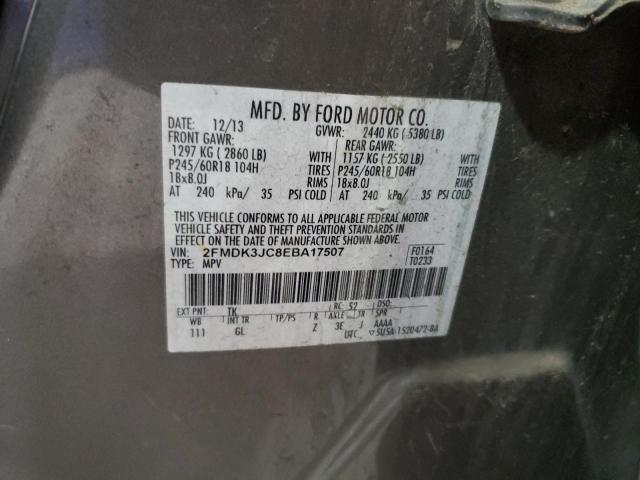 MFD. BY FORD MOTOR CO.
DATE: 12/13 GVWR: 2440 KG ( 5380 LB)
FRONT GAWR: REAR GAWR:
1297 KG ( 2860 LB) WITH 1157 KG ( 2550 LB) WITH
P245/60R18 104H TIRES P245/60R18 104H TIRES
18x8.0J RIMS 18x8.0J RIMS
AT 240 kPa/ 35 PSI COLD AT 240 kPa/ 35 PSI COLD
THIS VEHICLE CONFORMS TO ALL APPLICABLE FEDERAL MOTOR
VEHICLE SAFETY AND THEFT PREVENTION STANDARDS IN
EFFECT ON THE DATE OF MANUFACTURE SHOWN ABOVE.
VIN: 2FMDK3JC8EBA17507 F0164
TYPE: MPV T0233
EXT PNT: TK RC: 52 DSO:
WB INT TR TP/PS R AXLE TR SPR
111 GL Z 3E J AAAA